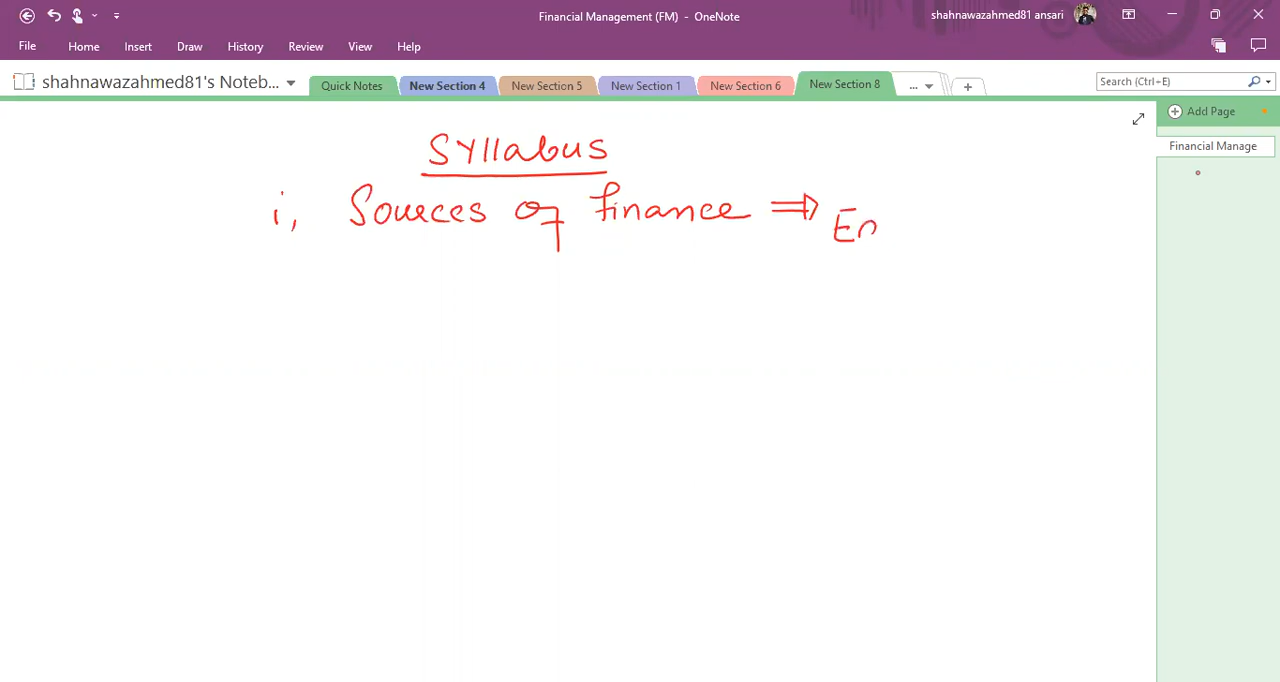 Financial Management (FM) - OneNote
shahnawazahmed81 ansari
File Home Insert Draw History Review View Help
shahnawazahmed81's Noteb... Quick Notes New Section 4 New Section 5 New Section 1 New Section 6 New Section 8 ... + Search (Ctrl+E)
Add Page
Financial Manage
Syllabus
i, Sources of finance ⇒